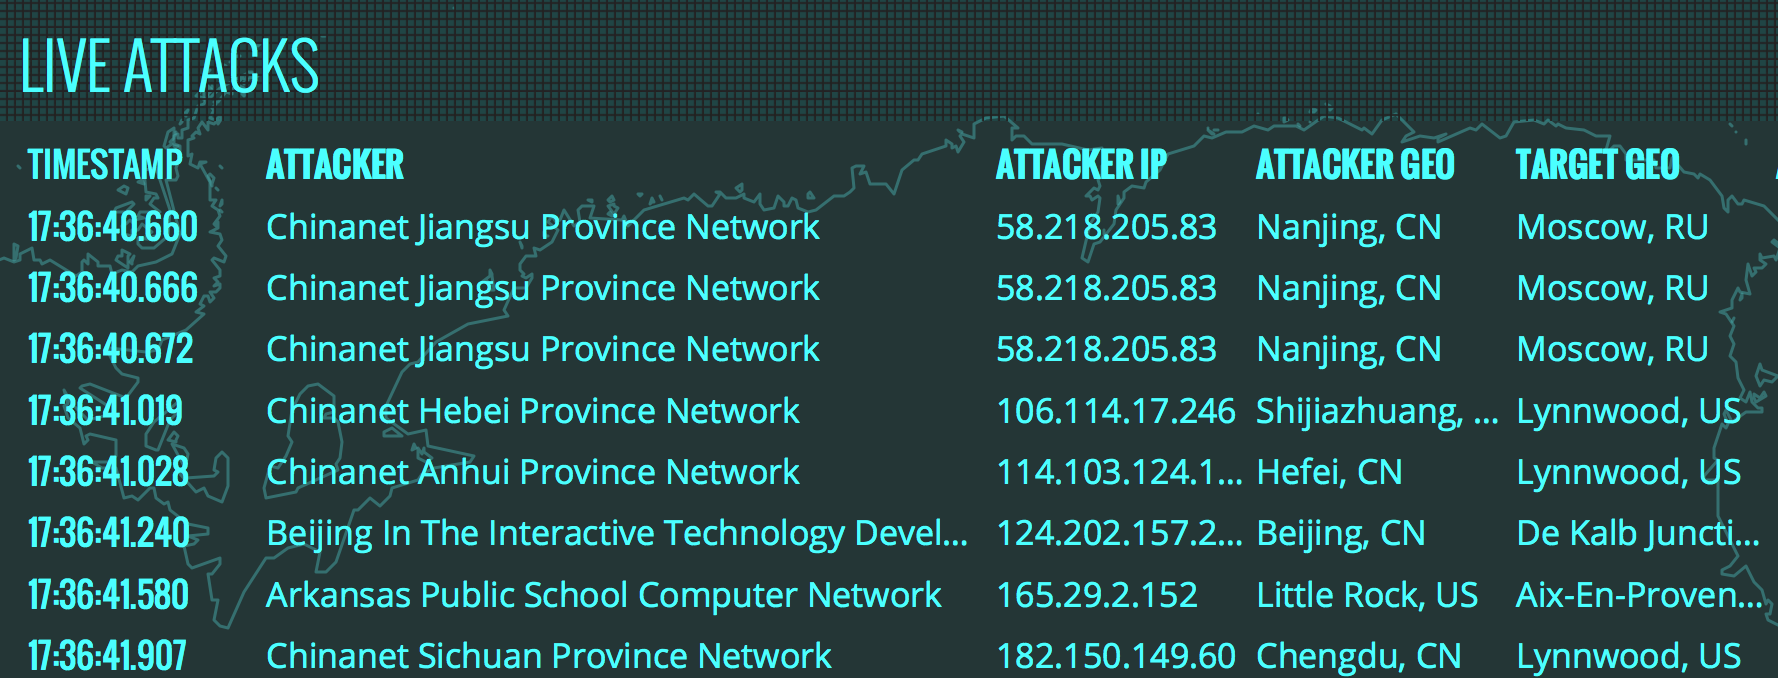 LIVE ATTACKS
TIMESTAMP ATTACKER ATTACKER IP ATTACKER GEO TARGET GEO
17:36:40.660 Chinanet Jiangsu Province Network 58.218.205.83 Nanjing, CN Moscow, RU
17:36:40.666 Chinanet Jiangsu Province Network 58.218.205.83 Nanjing, CN Moscow, RU
17:36:40.672 Chinanet Jiangsu Province Network 58.218.205.83 Nanjing, CN Moscow, RU
17:36:41.019 Chinanet Hebei Province Network 106.114.17.246 Shijiazhuang, ... Lynnwood, US
17:36:41.028 Chinanet Anhui Province Network 114.103.124.1... Hefei, CN Lynnwood, US
17:36:41.240 Beijing In The Interactive Technology Devel... 124.202.157.2... Beijing, CN De Kalb Juncti...
17:36:41.580 Arkansas Public School Computer Network 165.29.2.152 Little Rock, US Aix-En-Proven...
17:36:41.907 Chinanet Sichuan Province Network 182.150.149.60 Chengdu, CN Lynnwood, US